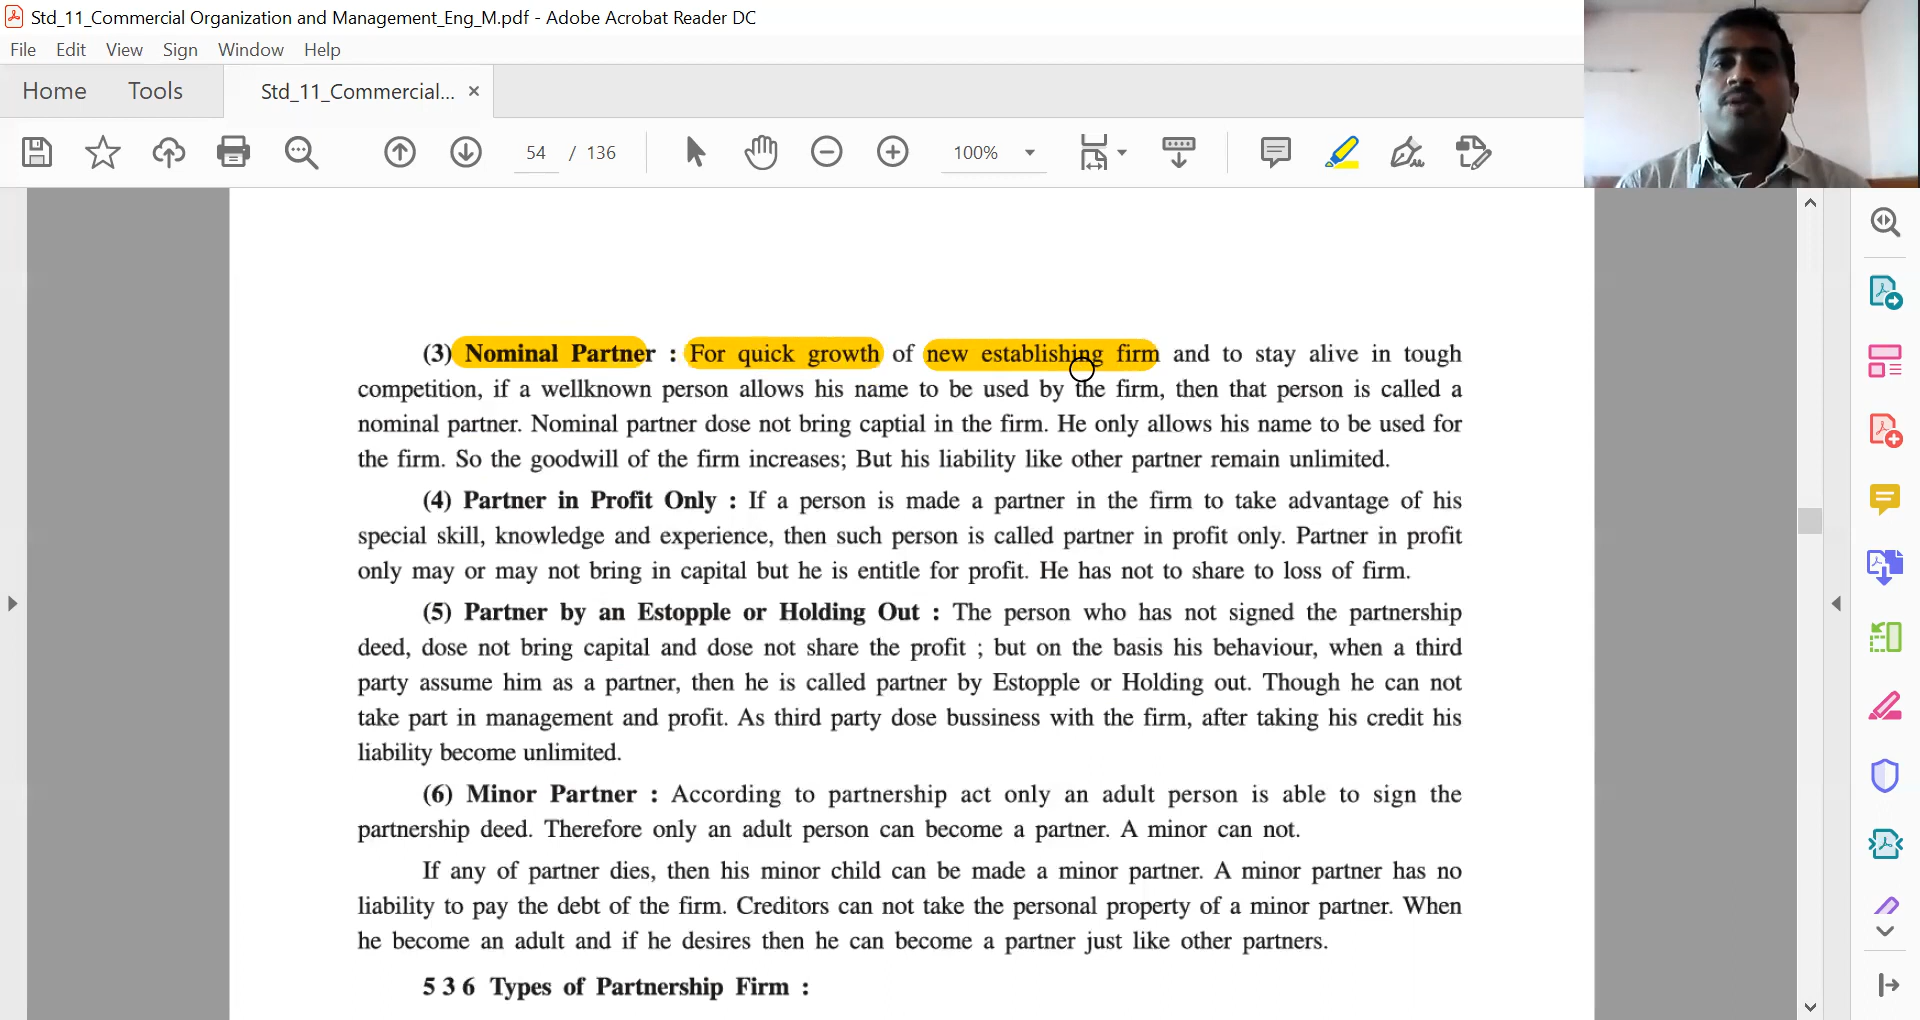 Std_11_Commercial Organization and Management_Eng_M.pdf - Adobe Acrobat Reader DC
File Edit View Sign Window Help
Home Tools Std_11_Commercial... ×
54 / 136 100%
(3) Nominal Partner : For quick growth of new establishing firm and to stay alive in tough
competition, if a wellknown person allows his name to be used by the firm, then that person is called a
nominal partner. Nominal partner dose not bring captial in the firm. He only allows his name to be used for
the firm. So the goodwill of the firm increases; But his liability like other partner remain unlimited.
(4) Partner in Profit Only : If a person is made a partner in the firm to take advantage of his
special skill, knowledge and experience, then such person is called partner in profit only. Partner in profit
only may or may not bring in capital but he is entitle for profit. He has not to share to loss of firm.
(5) Partner by an Estopple or Holding Out : The person who has not signed the partnership
deed, dose not bring capital and dose not share the profit ; but on the basis his behaviour, when a third
party assume him as a partner, then he is called partner by Estopple or Holding out. Though he can not
take part in management and profit. As third party dose bussiness with the firm, after taking his credit his
liability become unlimited.
(6) Minor Partner : According to partnership act only an adult person is able to sign the
partnership deed. Therefore only an adult person can become a partner. A minor can not.
If any of partner dies, then his minor child can be made a minor partner. A minor partner has no
liability to pay the debt of the firm. Creditors can not take the personal property of a minor partner. When
he become an adult and if he desires then he can become a partner just like other partners.
5 3 6 Types of Partnership Firm :